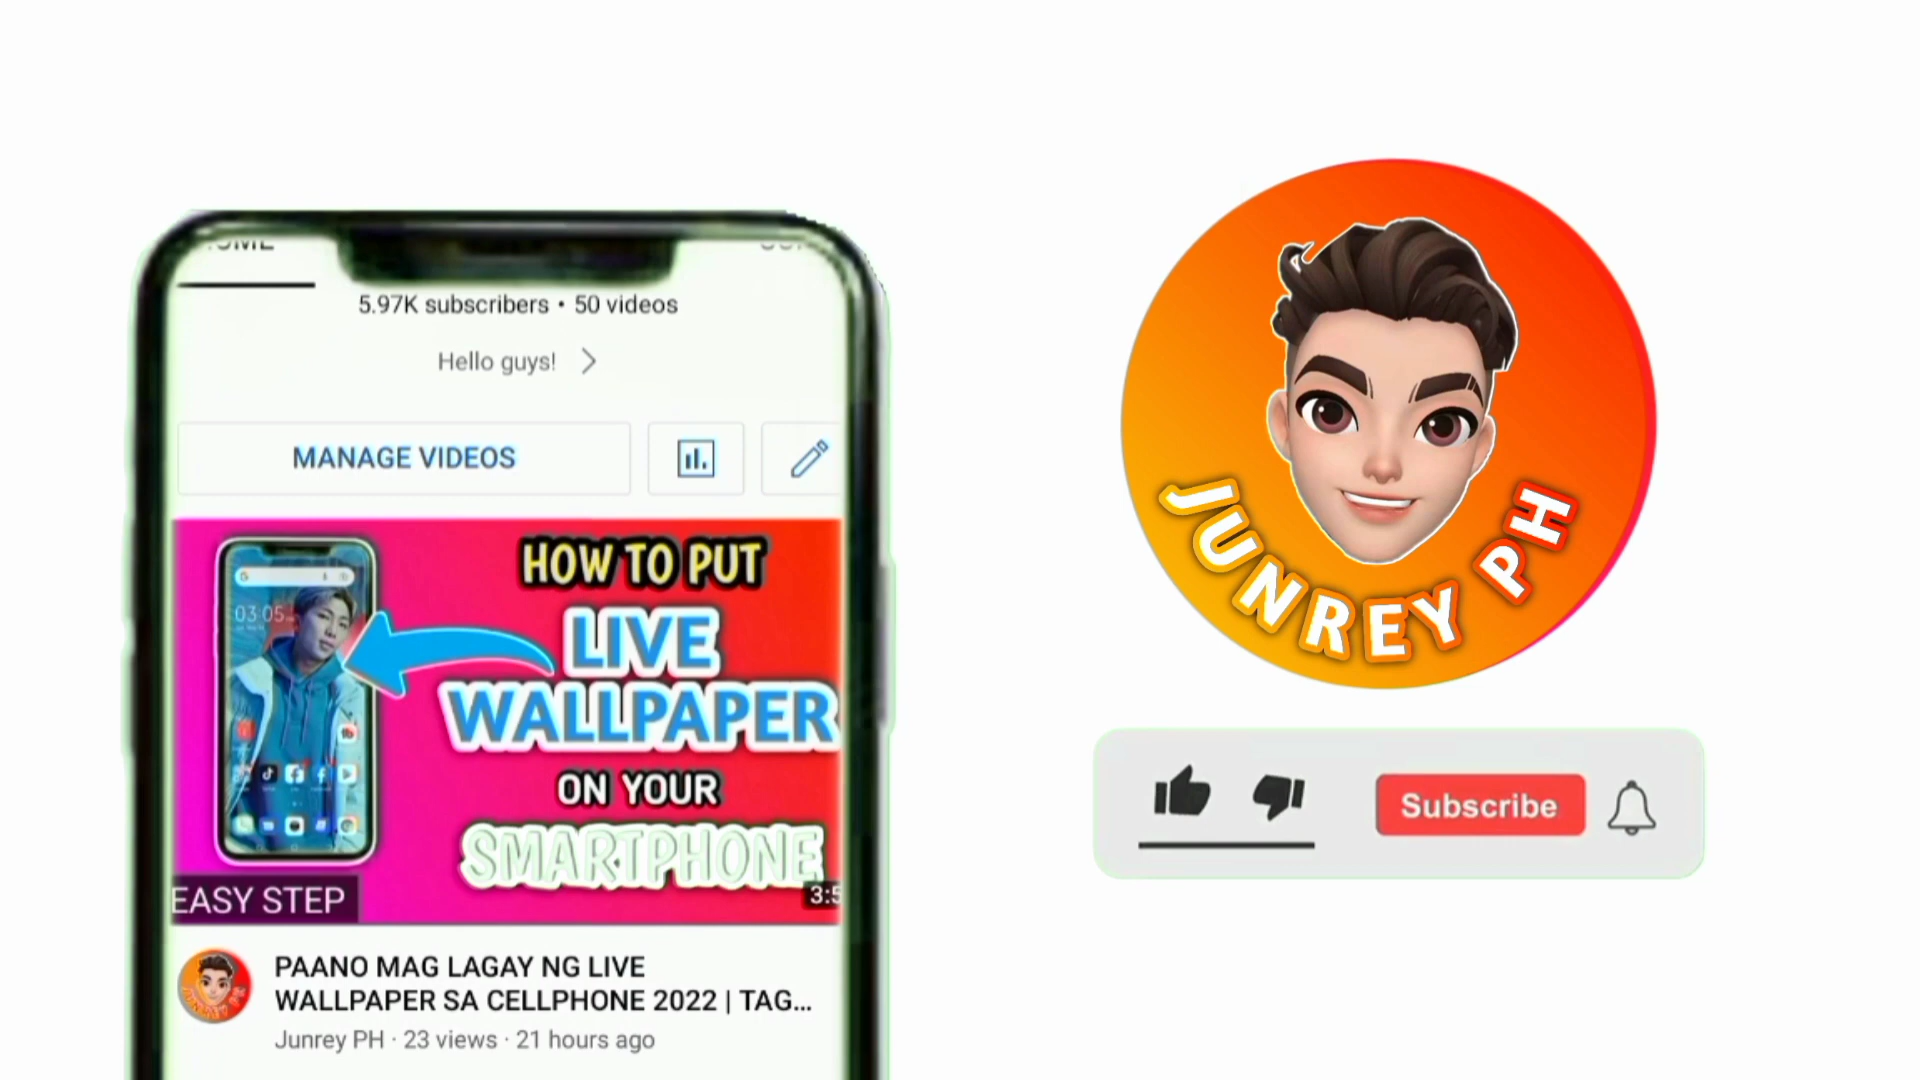 5.97K subscribers • 50 videos
Hello guys!
MANAGE VIDEOS
HOW TO PUT
LIVE
WALLPAPER
ON YOUR
SMARTPHONE
03:05
EASY STEP
PAANO MAG LAGAY NG LIVE
WALLPAPER SA CELLPHONE 2022 | TAG...
Junrey PH · 23 views · 21 hours ago
JUNREY PH
Subscribe